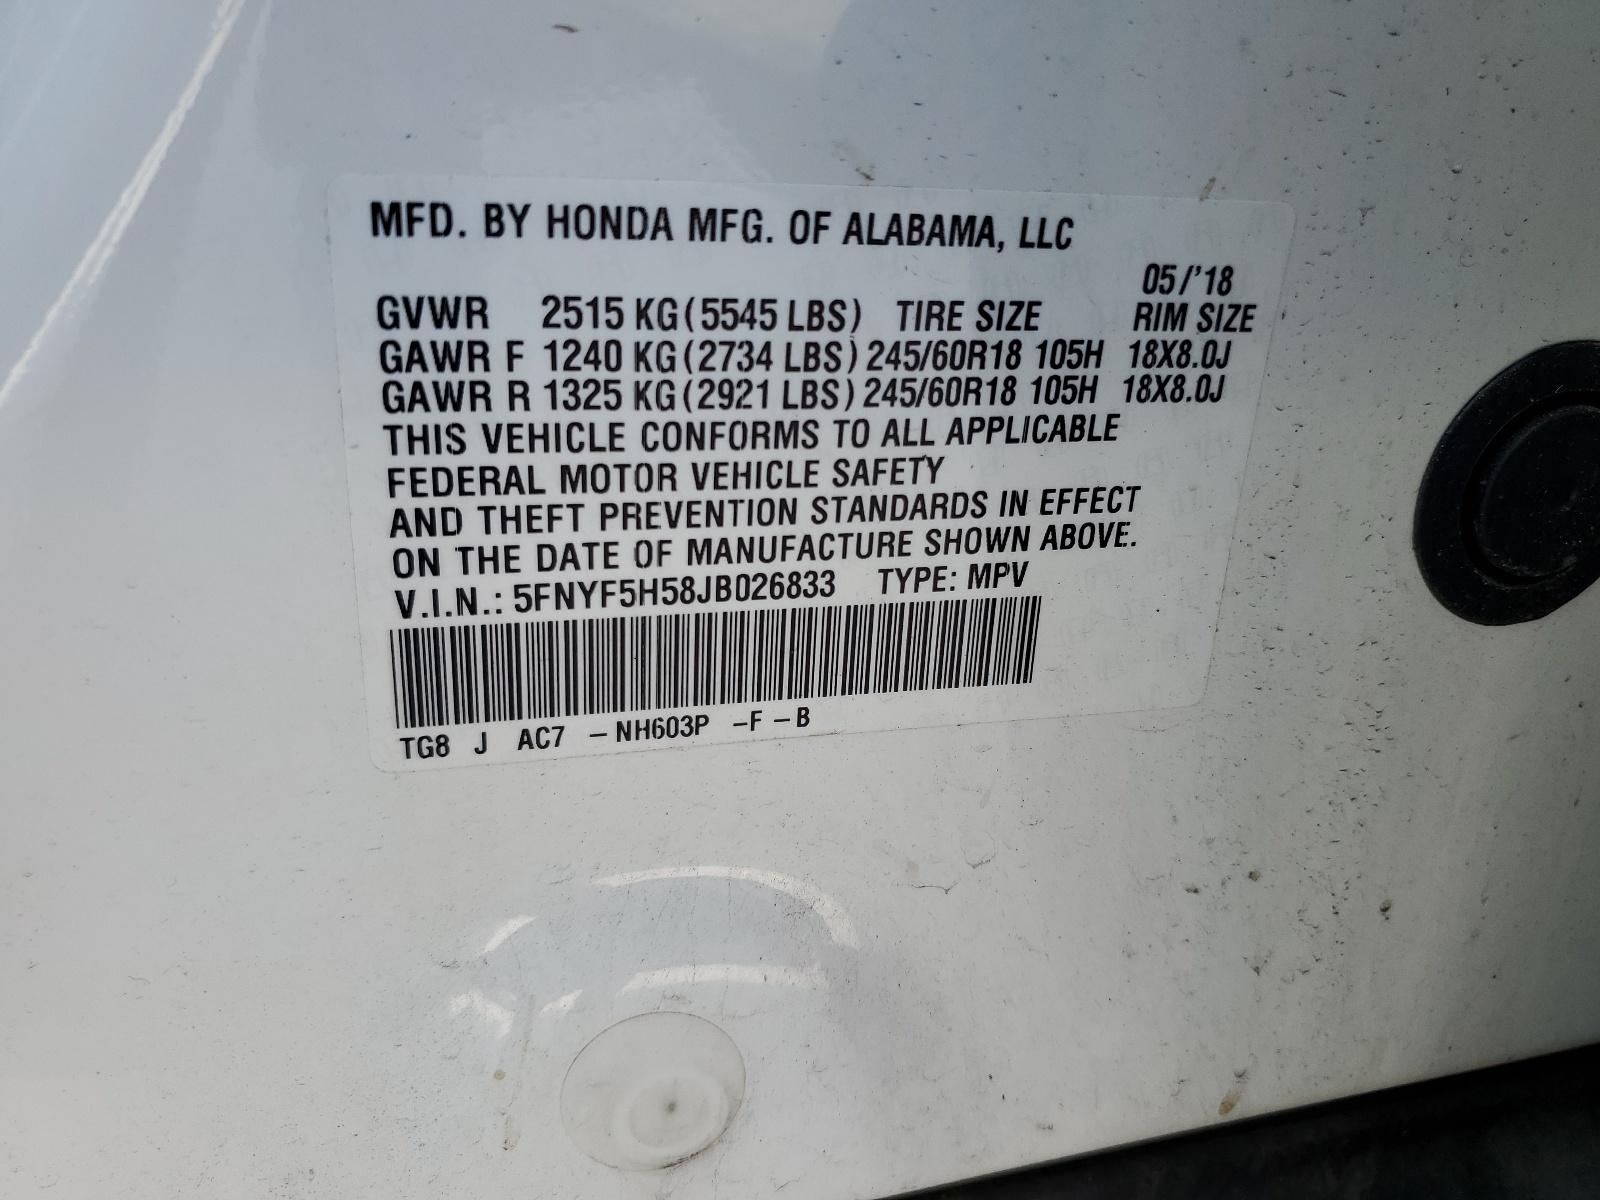 MFD. BY HONDA MFG. OF ALABAMA, LLC
05/'18
GVWR 2515 KG(5545 LBS) TIRE SIZE RIM SIZE
GAWR F 1240 KG(2734 LBS) 245/60R18 105H 18X8.0J
GAWR R 1325 KG(2921 LBS) 245/60R18 105H 18X8.0J
THIS VEHICLE CONFORMS TO ALL APPLICABLE
FEDERAL MOTOR VEHICLE SAFETY
AND THEFT PREVENTION STANDARDS IN EFFECT
ON THE DATE OF MANUFACTURE SHOWN ABOVE.
V.I.N.: 5FNYF5H58JB026833 TYPE: MPV
TG8 J AC7 -NH603P -F-B